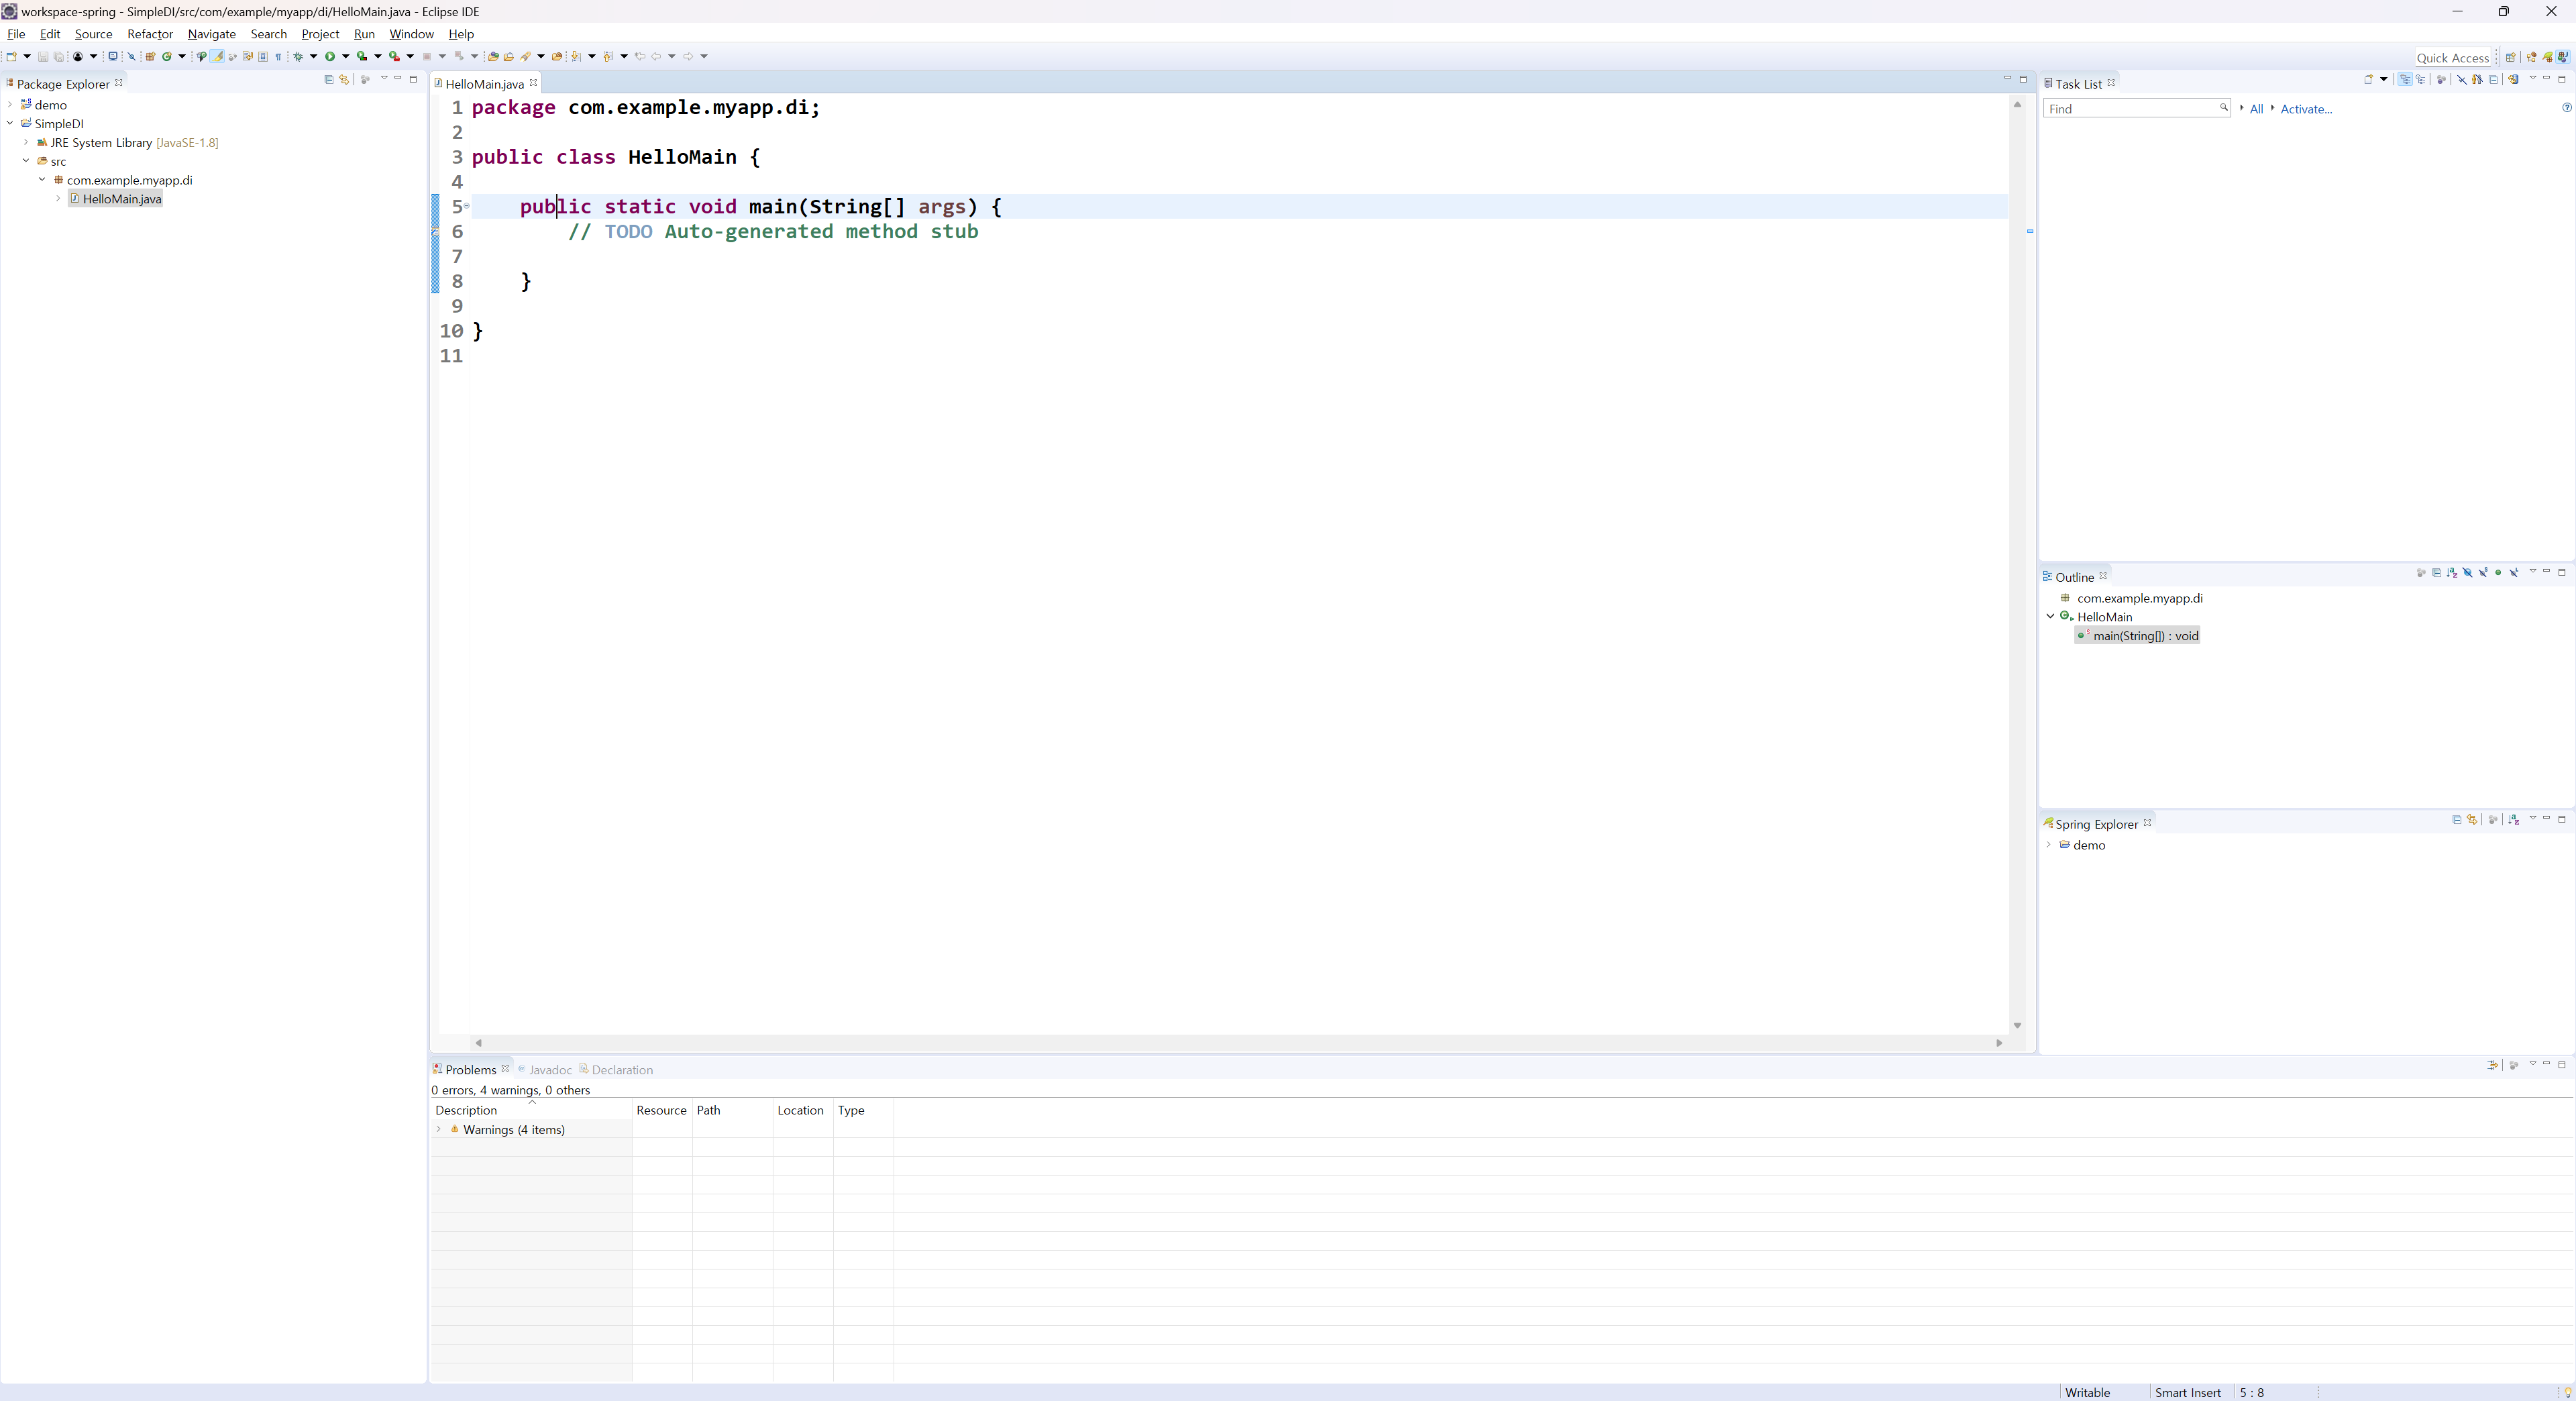 workspace-spring - SimpleDI/src/com/example/myapp/di/HelloMain.java - Eclipse IDE
File Edit Source Refactor Navigate Search Project Run Window Help
Quick Access
Package Explorer
demo
SimpleDI
JRE System Library [JavaSE-1.8]
src
com.example.myapp.di
HelloMain.java
HelloMain.java
1 package com.example.myapp.di;
2
3 public class HelloMain {
4
5 public static void main(String[] args) {
6 // TODO Auto-generated method stub
7
8 }
9
10 }
11
Task List
Find All Activate...
Outline
com.example.myapp.di
HelloMain
main(String[]) : void
Spring Explorer
demo
Problems Javadoc Declaration
0 errors, 4 warnings, 0 others
Description Resource Path Location Type
Warnings (4 items)
Writable Smart Insert 5 : 8